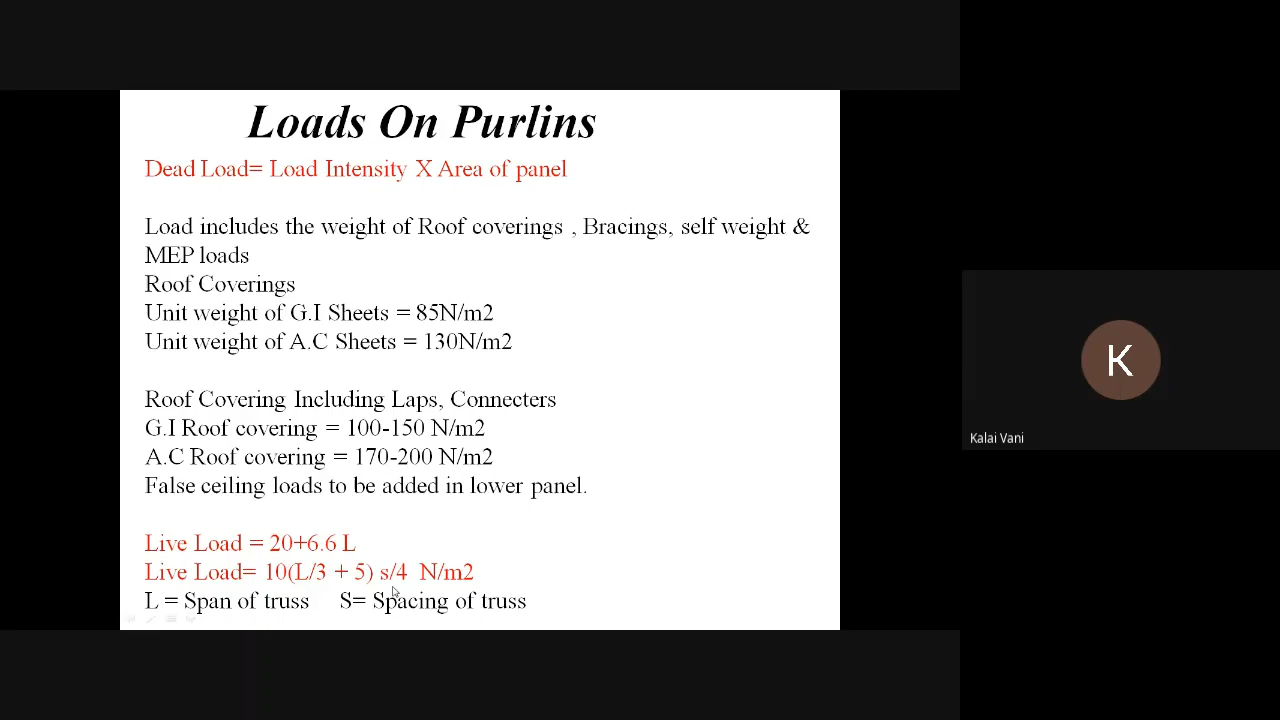 Loads On Purlins
Dead Load= Load Intensity X Area of panel
Load includes the weight of Roof coverings , Bracings, self weight &
MEP loads
Roof Coverings
Unit weight of G.I Sheets = 85N/m2
Unit weight of A.C Sheets = 130N/m2
Roof Covering Including Laps, Connecters
G.I Roof covering = 100-150 N/m2
A.C Roof covering = 170-200 N/m2
False ceiling loads to be added in lower panel.
Live Load = 20+6.6 L
Live Load= 10(L/3 + 5) s/4 N/m2
L = Span of truss S= Spacing of truss
K
Kalai Vani